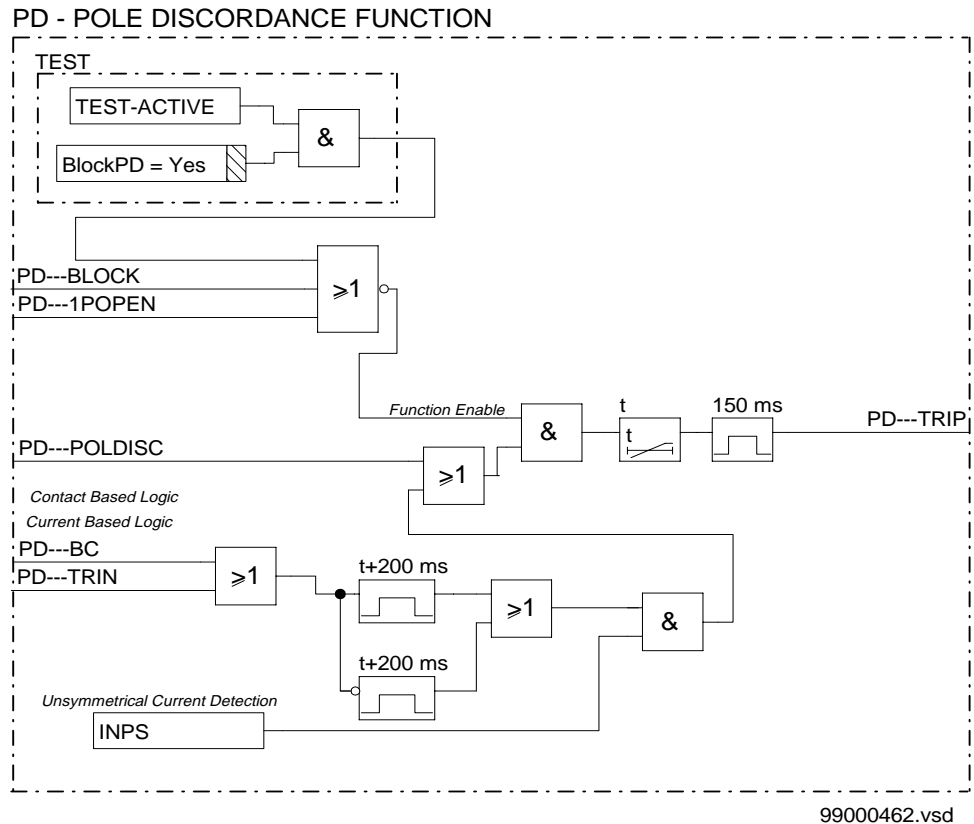 PD - POLE DISCORDANCE FUNCTION
TEST
TEST-ACTIVE
&
BlockPD = Yes
PD---BLOCK
⩾1
PD---1POPEN
Function Enable
&
t
t
150 ms
PD---TRIP
PD---POLDISC
⩾1
Contact Based Logic
Current Based Logic
PD---BC
PD---TRIN
⩾1
t+200 ms
⩾1
&
t+200 ms
Unsymmetrical Current Detection
INPS
99000462.vsd